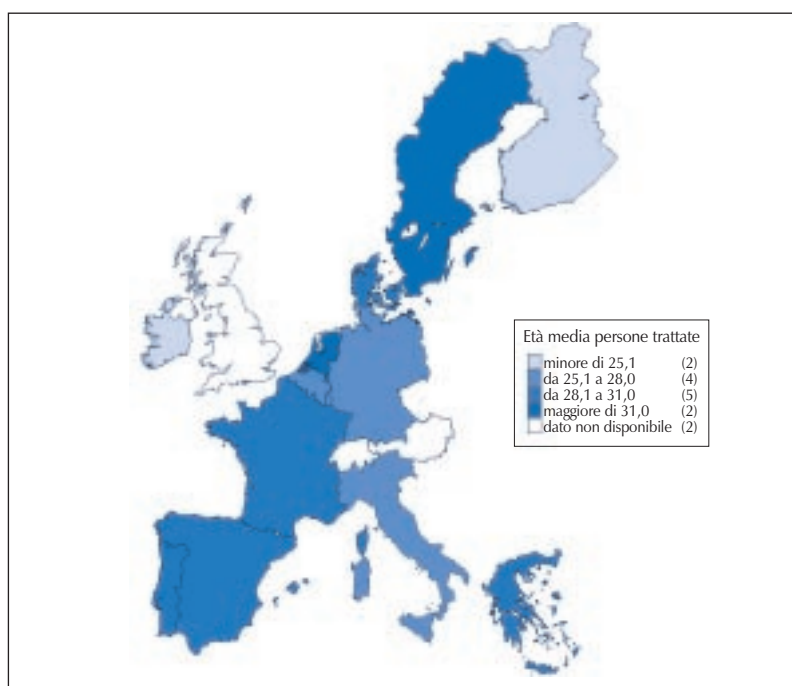 Età media persone trattate
minore di 25,1 (2)
da 25,1 a 28,0 (4)
da 28,1 a 31,0 (5)
maggiore di 31,0 (2)
dato non disponibile (2)